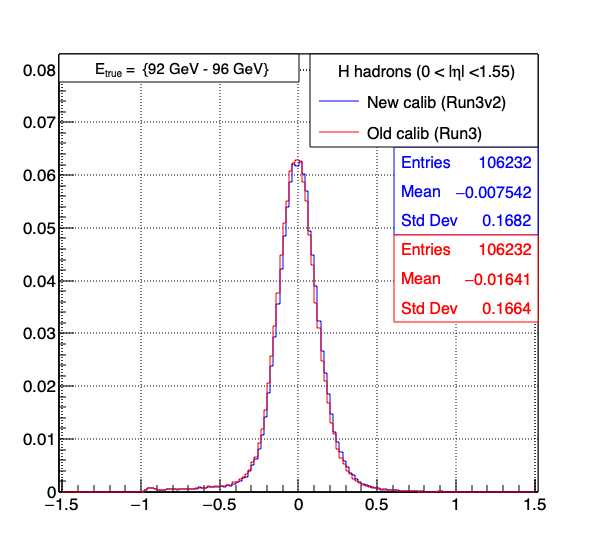 E_true = {92 GeV - 96 GeV}
H hadrons (0 < |η| <1.55)
New calib (Run3v2)
Old calib (Run3)
Entries 106232
Mean −0.007542
Std Dev 0.1682
Entries 106232
Mean −0.01641
Std Dev 0.1664
0.08
0.07
0.06
0.05
0.04
0.03
0.02
0.01
0
−1.5 −1 −0.5 0 0.5 1 1.5